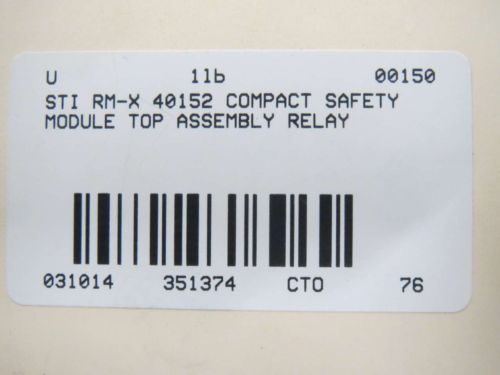 U 1lb 00150
STI RM-X 40152 COMPACT SAFETY
MODULE TOP ASSEMBLY RELAY
031014 351374 CTO 76